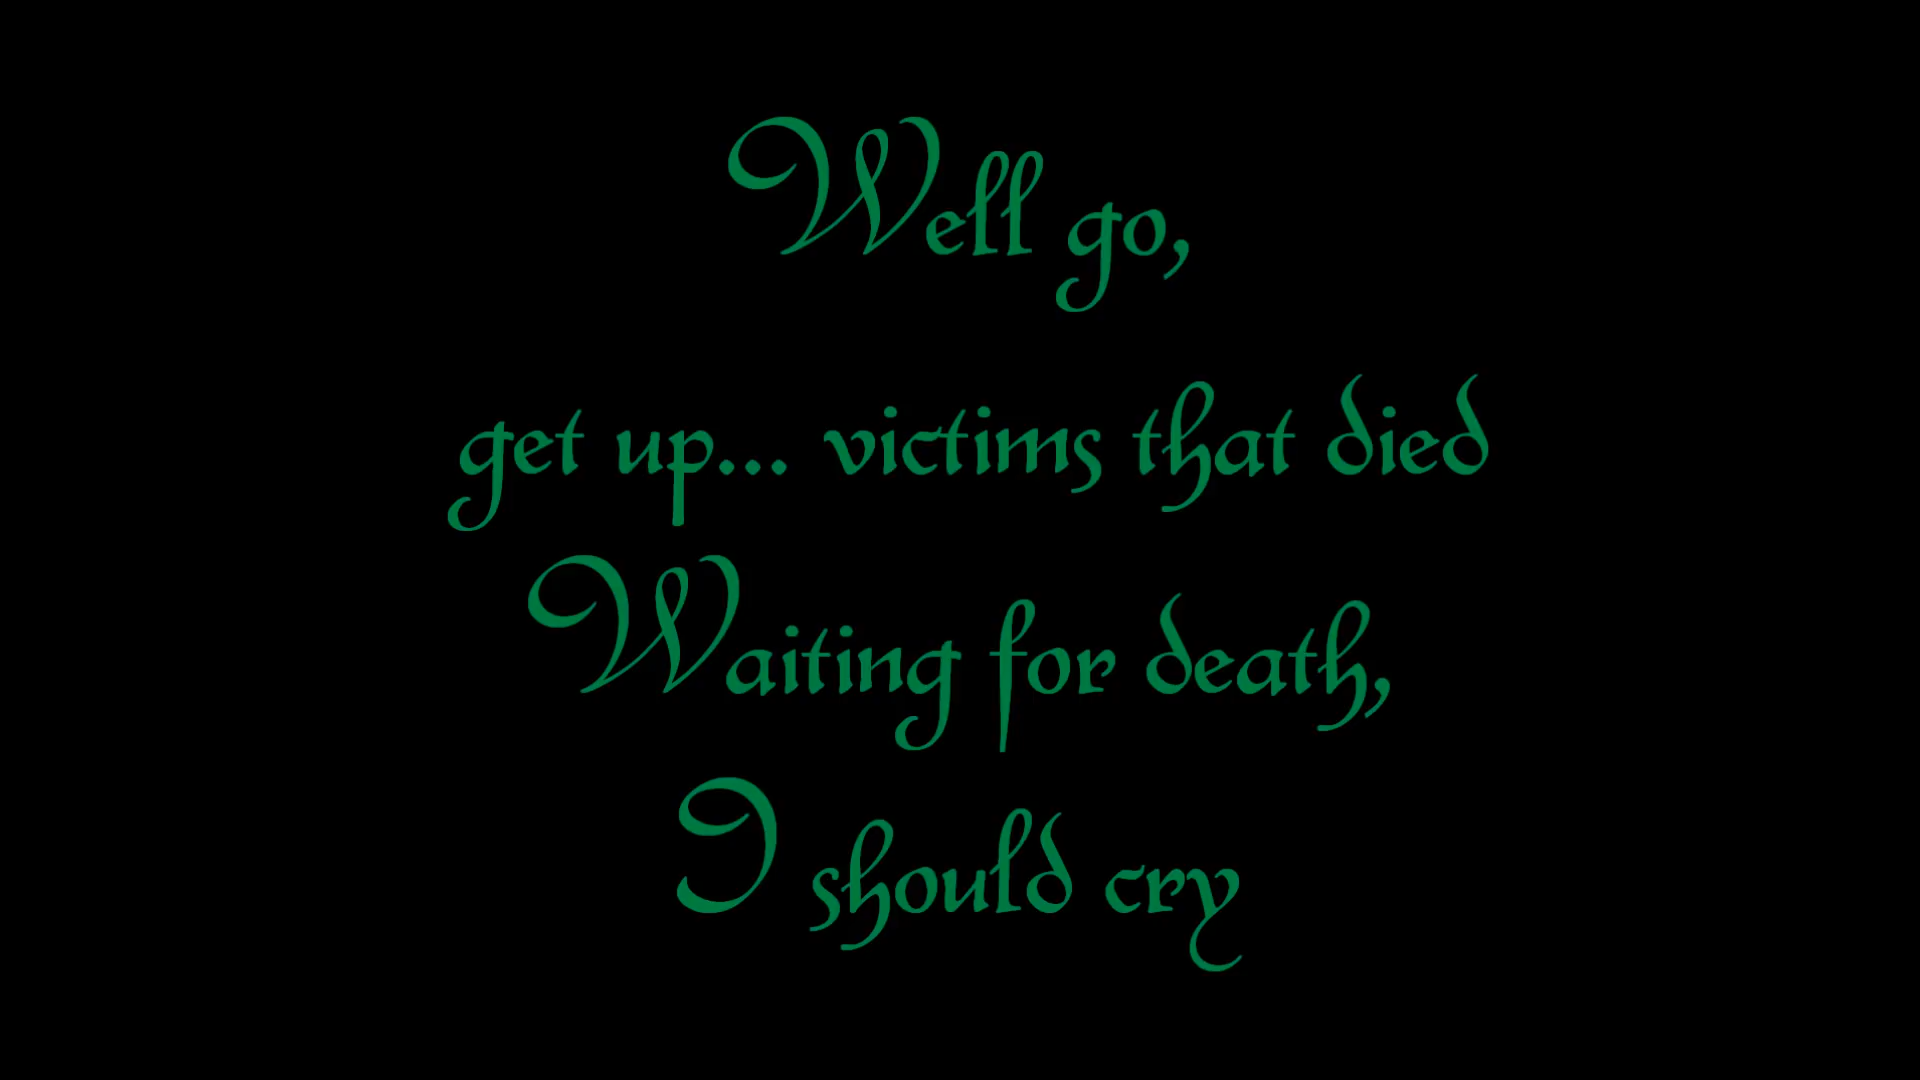 Well go,
get up... victims that died
Waiting for death,
I should cry